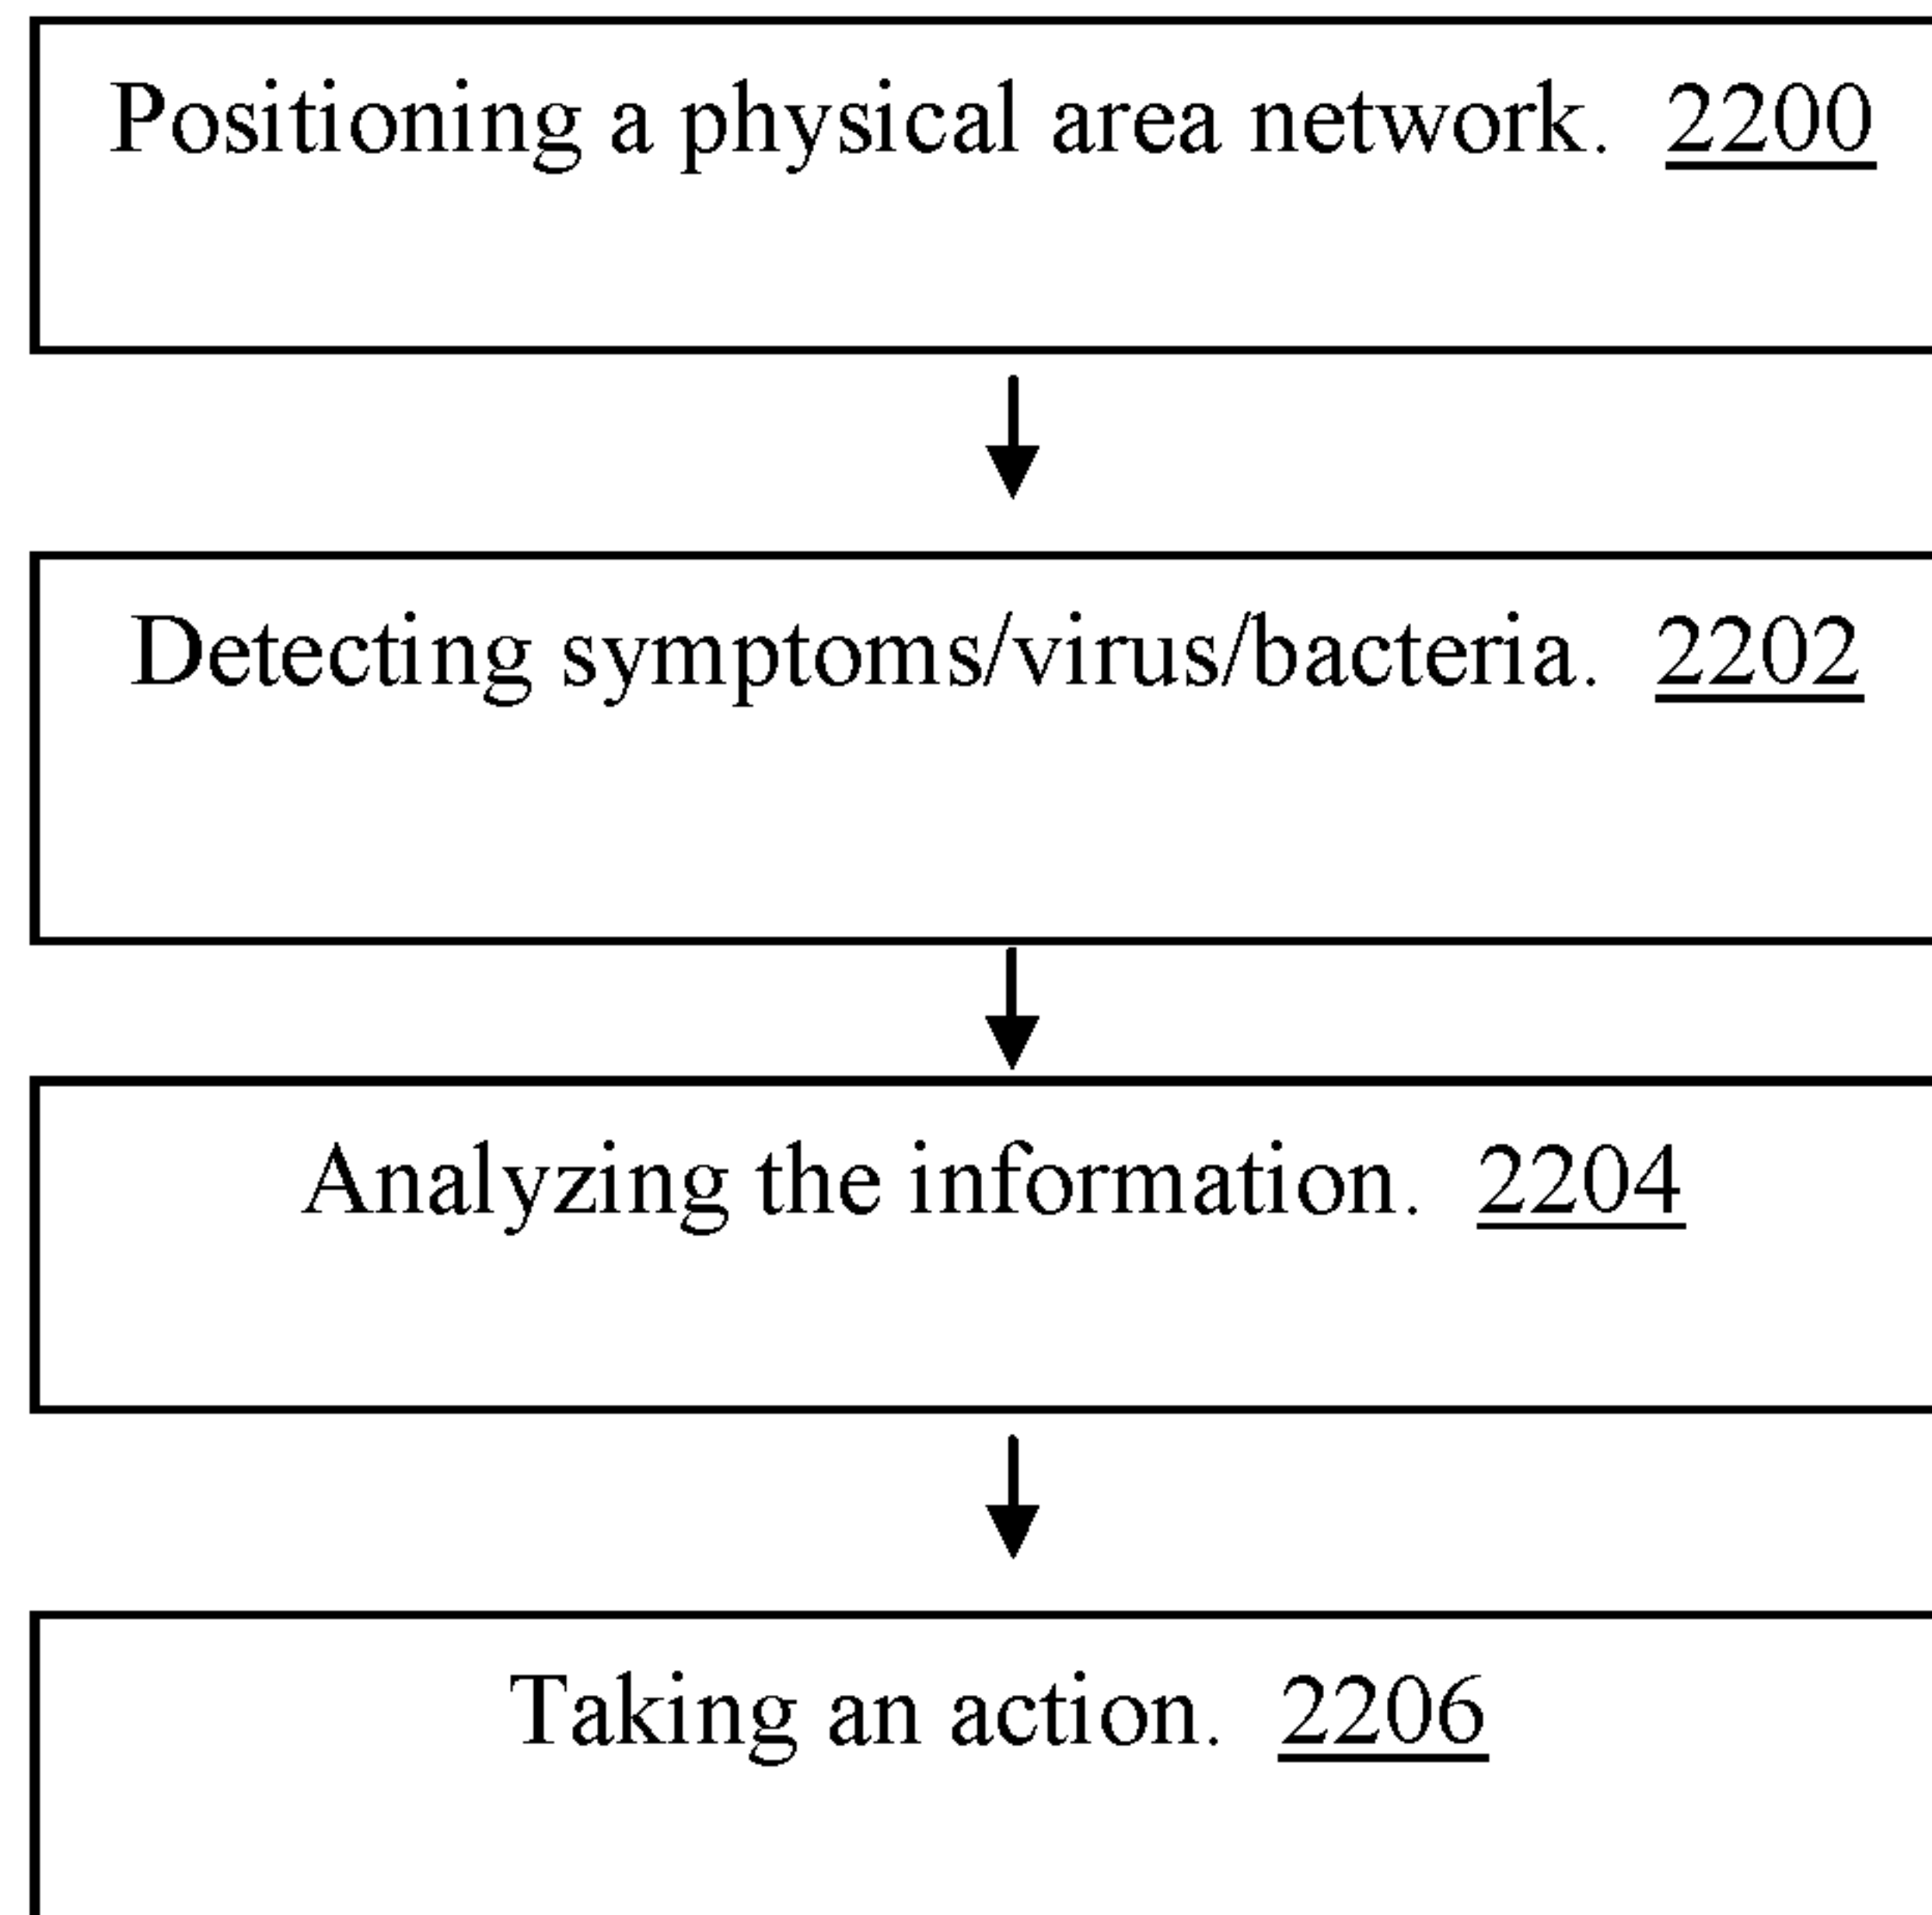 Positioning a physical area network. 2200
Detecting symptoms/virus/bacteria. 2202
Analyzing the information. 2204
Taking an action. 2206